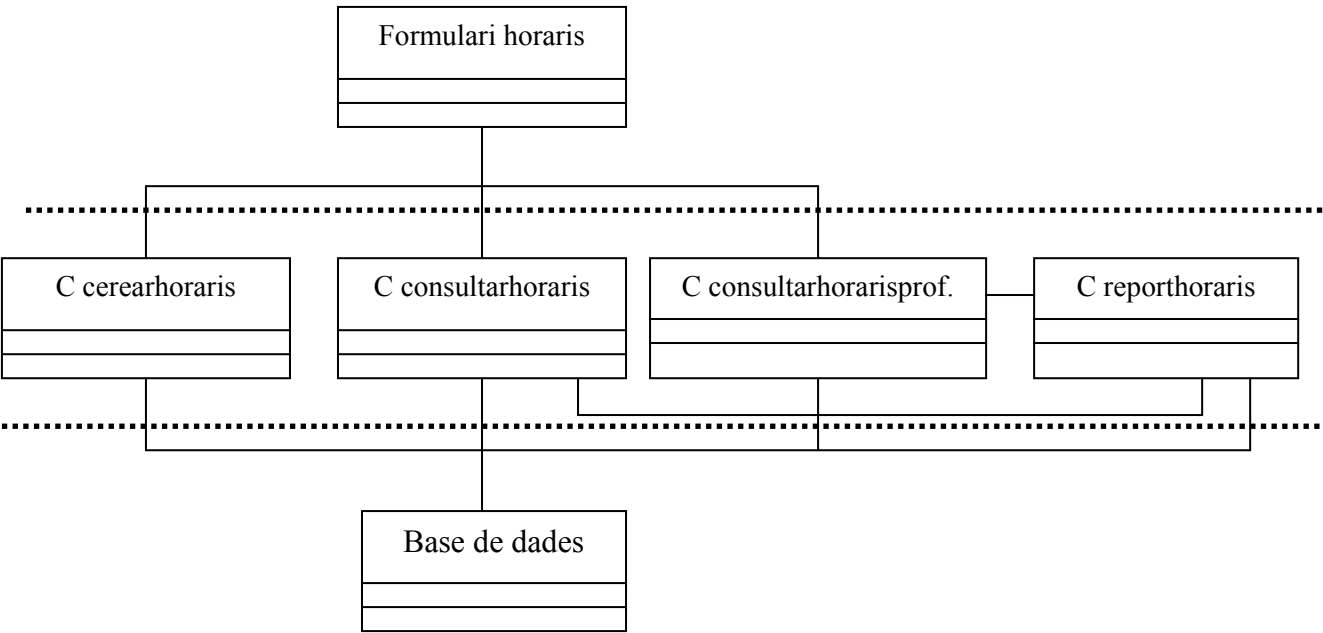 Formulari horaris
C cerearhoraris
C consultarhoraris
C consultarhorarisprof.
C reporthoraris
Base de dades